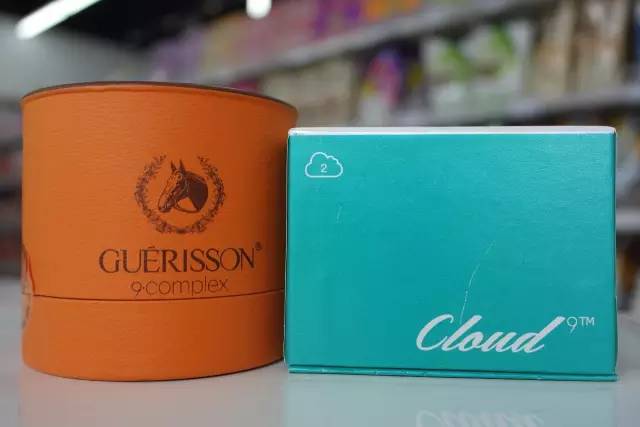 GUÉRISSON®
9·complex
2
Cloud 9™